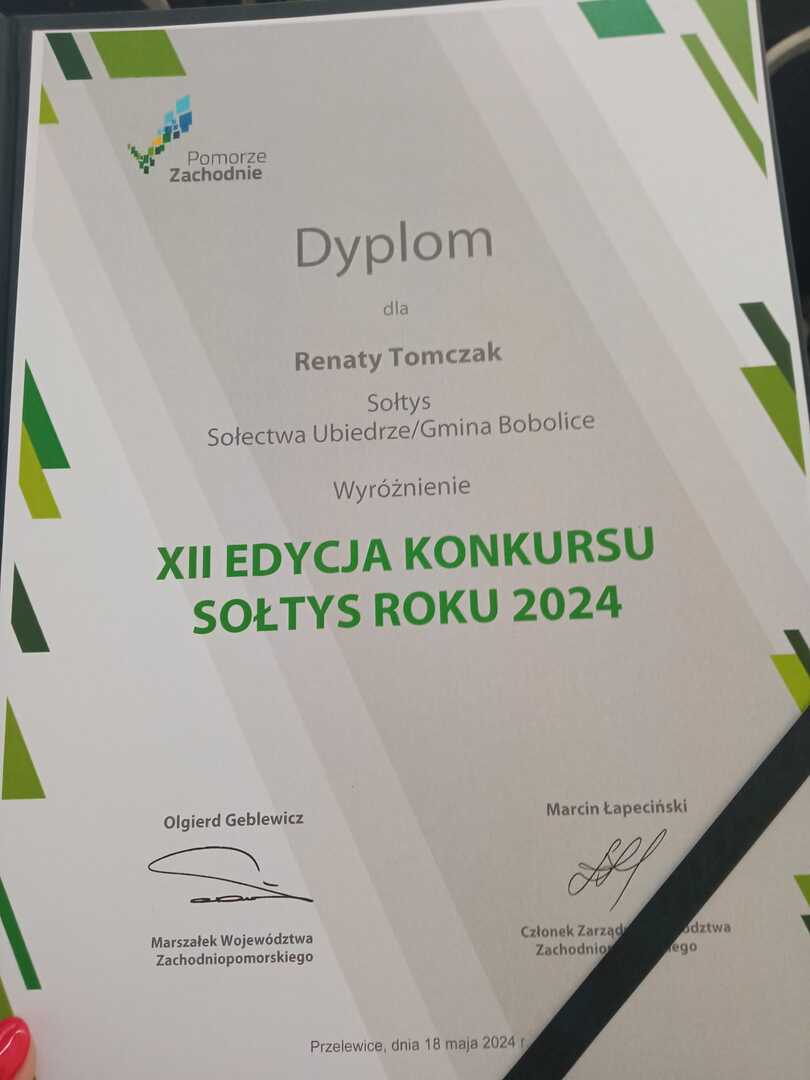 Pomorze
Zachodnie
Dyplom
dla
Renaty Tomczak
Sołtys
Sołectwa Ubiedrze/Gmina Bobolice
Wyróżnienie
XII EDYCJA KONKURSU
SOŁTYS ROKU 2024
Olgierd Geblewicz
Marszałek Województwa
Zachodniopomorskiego
Marcin Łapeciński
Członek
Przelewice, dnia 18 maja 2024 r